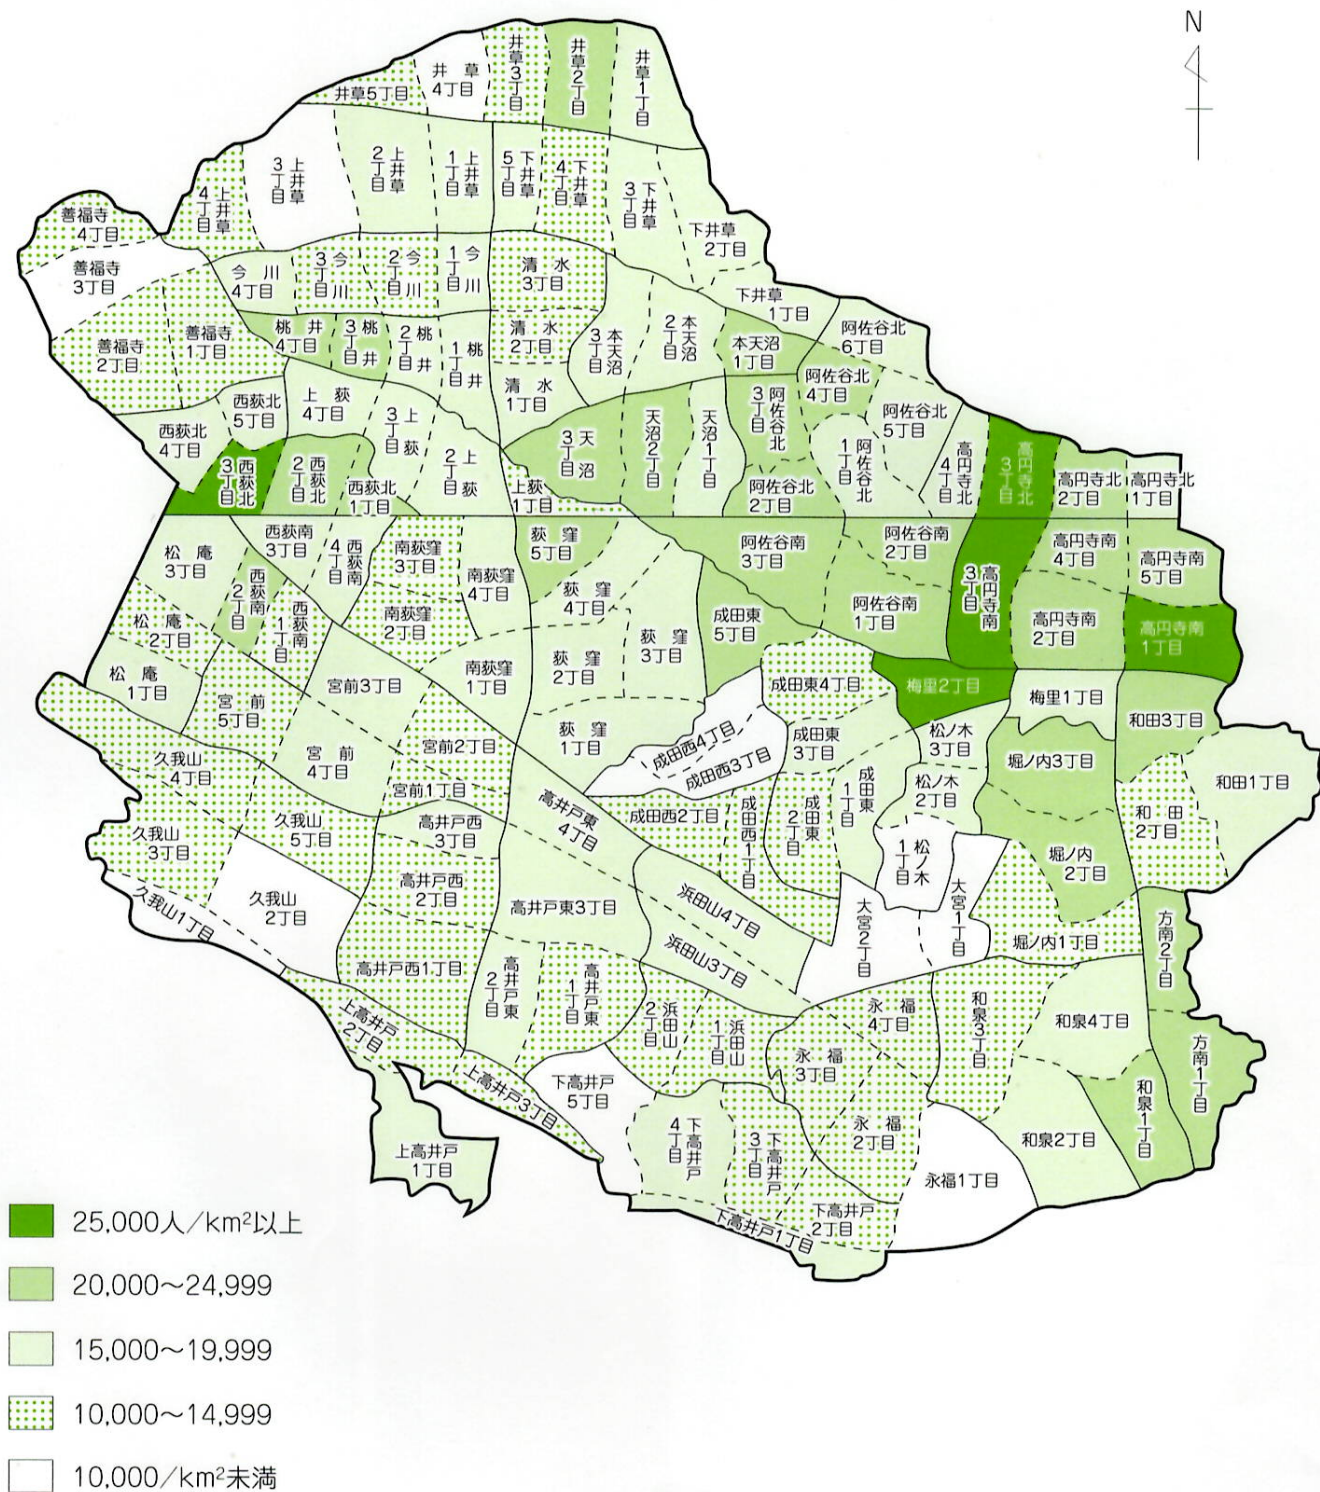 N
井草5丁目
井草
4丁目
井草
3丁目
井草
2丁目
井草
1丁目
上井草
4丁目
上井草
3丁目
上井草
2丁目
上井草
1丁目
下井草
5丁目
下井草
4丁目
下井草
3丁目
下井草
2丁目
下井草
1丁目
善福寺
4丁目
善福寺
3丁目
善福寺
2丁目
善福寺
1丁目
今川
4丁目
今川
3丁目
今川
2丁目
今川
1丁目
清水
3丁目
清水
2丁目
清水
1丁目
桃井
4丁目
桃井
3丁目
桃井
2丁目
桃井
1丁目
本天沼
3丁目
本天沼
2丁目
本天沼
1丁目
阿佐谷北
6丁目
阿佐谷北
4丁目
阿佐谷北
3丁目
阿佐谷北
5丁目
阿佐谷北
1丁目
阿佐谷北
2丁目
西荻北
5丁目
西荻北
4丁目
西荻北
3丁目
西荻北
2丁目
西荻北
1丁目
上荻
4丁目
上荻
3丁目
上荻
2丁目
上荻
1丁目
天沼
3丁目
天沼
2丁目
天沼
1丁目
高円寺北
4丁目
高円寺北
3丁目
高円寺北
2丁目
高円寺北
1丁目
松庵
3丁目
松庵
2丁目
松庵
1丁目
西荻南
3丁目
西荻南
4丁目
西荻南
2丁目
西荻南
1丁目
南荻窪
3丁目
南荻窪
4丁目
南荻窪
2丁目
南荻窪
1丁目
荻窪
5丁目
荻窪
4丁目
荻窪
3丁目
荻窪
2丁目
荻窪
1丁目
阿佐谷南
3丁目
阿佐谷南
2丁目
阿佐谷南
1丁目
高円寺南
3丁目
高円寺南
4丁目
高円寺南
5丁目
高円寺南
2丁目
高円寺南
1丁目
成田東
5丁目
成田東4丁目
成田東
3丁目
成田東
2丁目
成田東
1丁目
成田西4丁目
成田西3丁目
成田西2丁目
成田西
1丁目
梅里2丁目
梅里1丁目
松ノ木
3丁目
松ノ木
2丁目
松ノ木
1丁目
堀ノ内3丁目
堀ノ内
2丁目
堀ノ内1丁目
和田3丁目
和田1丁目
和田
2丁目
宮前
5丁目
宮前3丁目
宮前
4丁目
宮前2丁目
宮前1丁目
久我山
4丁目
久我山
5丁目
久我山
3丁目
久我山
2丁目
久我山1丁目
高井戸西
3丁目
高井戸西
2丁目
高井戸西1丁目
高井戸東
4丁目
高井戸東3丁目
高井戸東
2丁目
高井戸東
1丁目
浜田山4丁目
浜田山3丁目
浜田山
2丁目
浜田山
1丁目
大宮2丁目
大宮1丁目
方南2丁目
方南1丁目
永福
4丁目
永福
3丁目
永福
2丁目
永福1丁目
和泉3丁目
和泉4丁目
和泉2丁目
和泉1丁目
上高井戸
2丁目
上高井戸3丁目
上高井戸
1丁目
下高井戸
5丁目
下高井戸
4丁目
下高井戸
3丁目
下高井戸
2丁目
下高井戸1丁目
25,000人/km²以上
20,000〜24,999
15,000〜19,999
10,000〜14,999
10,000/km²未満